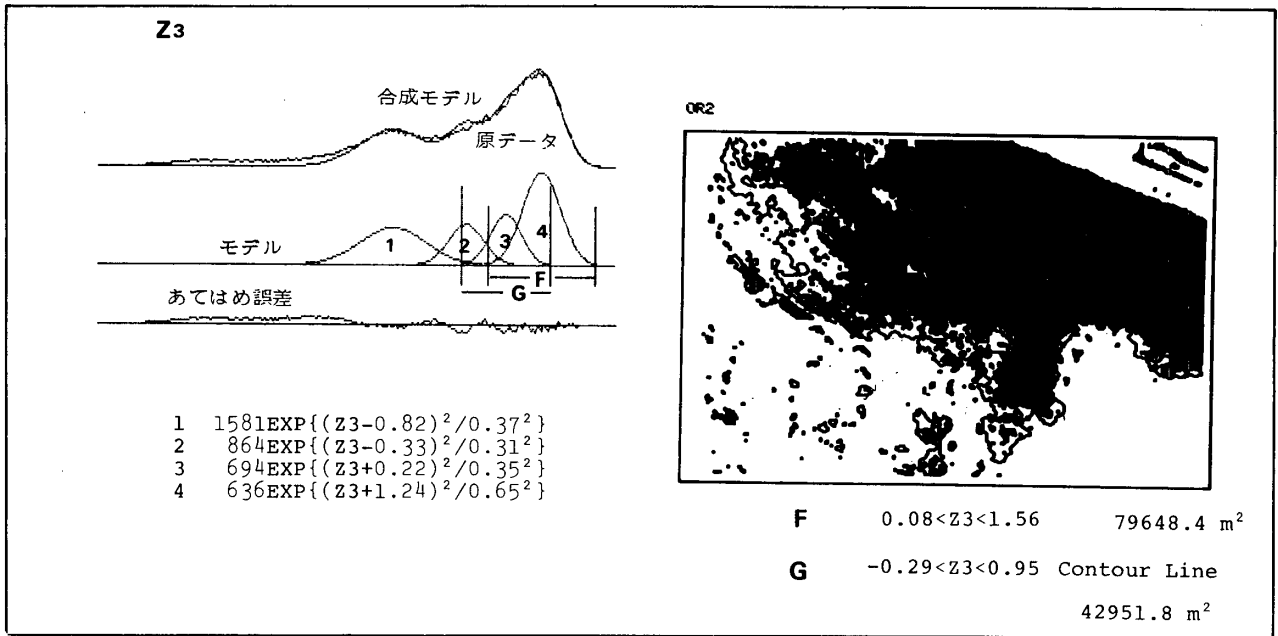 Z3
合成モデル
原データ
モデル
1
2
3
4
F
G
あてはめ誤差
1 1581EXP{(Z3-0.82)²/0.37²}
2 864EXP{(Z3-0.33)²/0.31²}
3 694EXP{(Z3+0.22)²/0.35²}
4 636EXP{(Z3+1.24)²/0.65²}
OR2
F 0.08<Z3<1.56 79648.4 m²
G -0.29<Z3<0.95 Contour Line
42951.8 m²